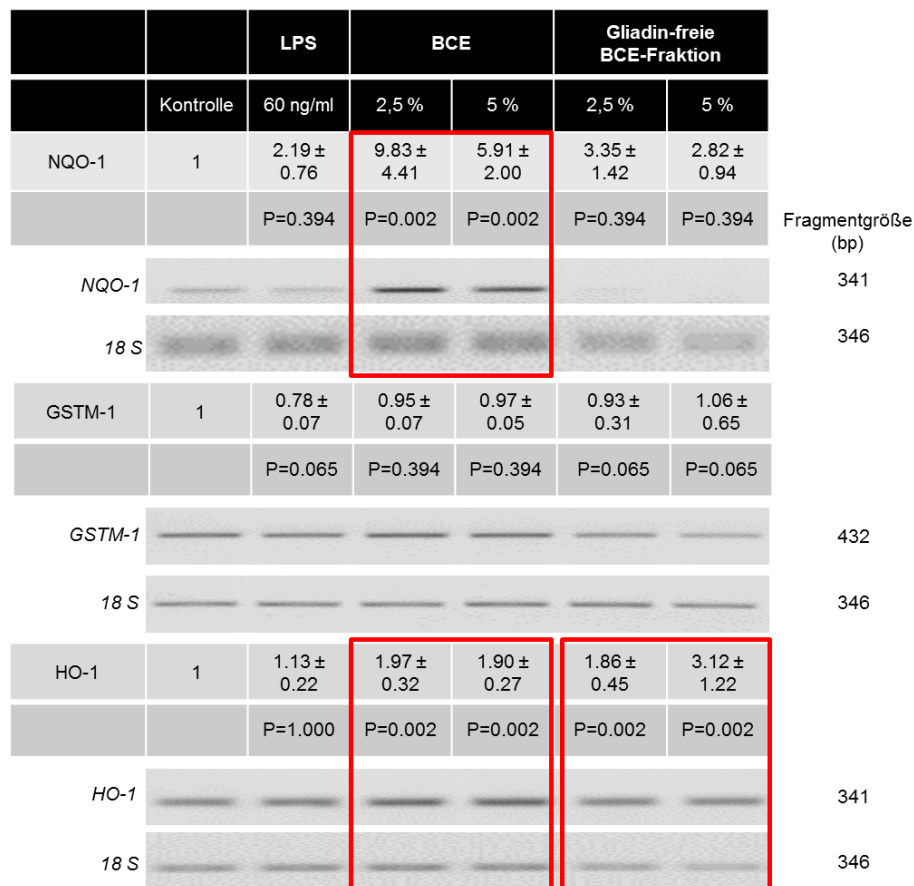 LPS BCE Gliadin-freie
BCE-Fraktion
Kontrolle 60 ng/ml 2,5 % 5 % 2,5 % 5 %
NQO-1 1 2.19 ± 9.83 ± 5.91 ± 3.35 ± 2.82 ±
0.76 4.41 2.00 1.42 0.94
P=0.394 P=0.002 P=0.002 P=0.394 P=0.394
Fragmentgröße
(bp)
NQO-1 341
18 S 346
GSTM-1 1 0.78 ± 0.95 ± 0.97 ± 0.93 ± 1.06 ±
0.07 0.07 0.05 0.31 0.65
P=0.065 P=0.394 P=0.394 P=0.065 P=0.065
GSTM-1 432
18 S 346
HO-1 1 1.13 ± 1.97 ± 1.90 ± 1.86 ± 3.12 ±
0.22 0.32 0.27 0.45 1.22
P=1.000 P=0.002 P=0.002 P=0.002 P=0.002
HO-1 341
18 S 346